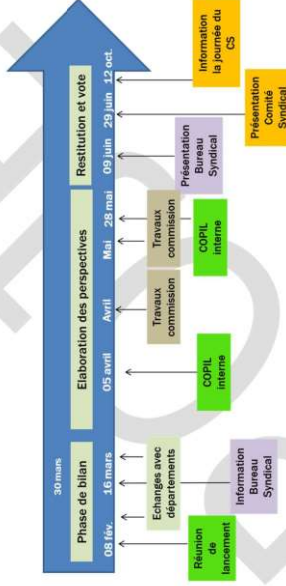 30 mars
Phase de bilan
Elaboration des perspectives
Restitution et vote
08 fév.
16 mars
05 avril
Avril
Mai
28 mai
09 juin
29 juin
12 oct.
Réunion
de
lancement
Echanges avec
départements
Information
Bureau
Syndical
COPIL
interne
Travaux
commission
Travaux
commission
COPIL
interne
Présentation
Bureau
Syndical
Présentation
Comité
Syndical
Information
la journée du
CS